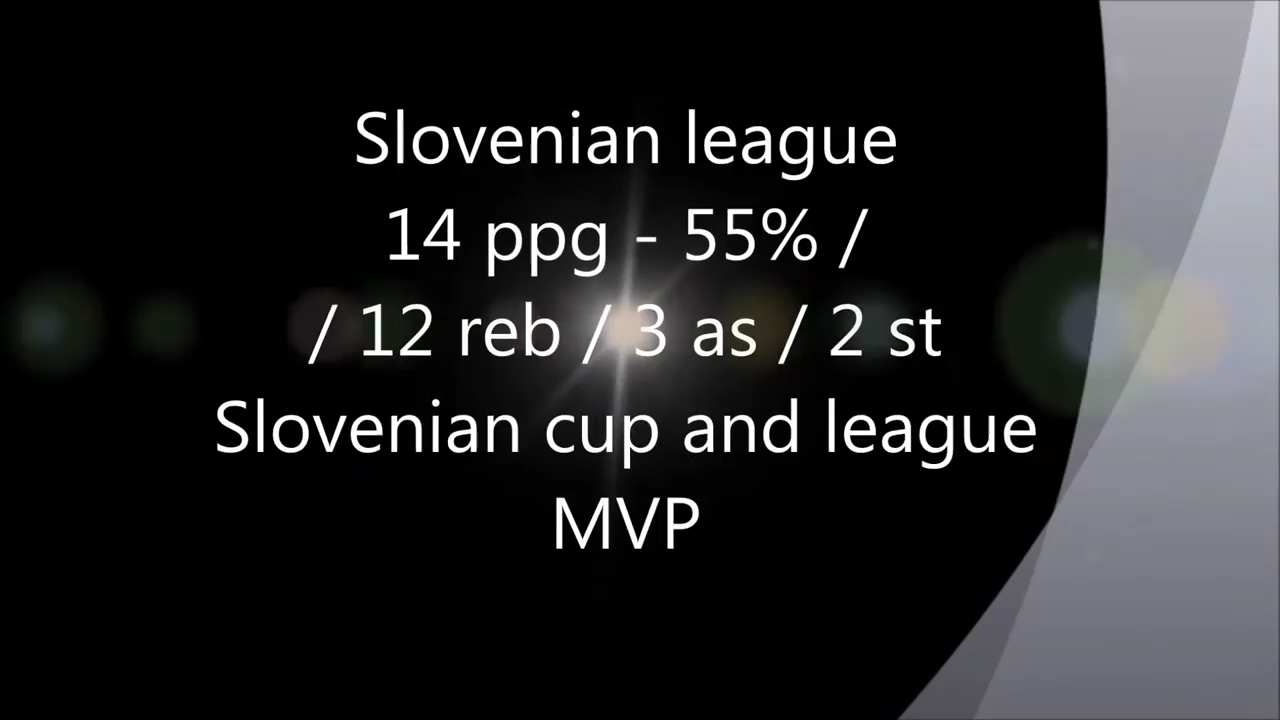 Slovenian league
14 ppg - 55% /
/ 12 reb / 3 as / 2 st
Slovenian cup and league
MVP